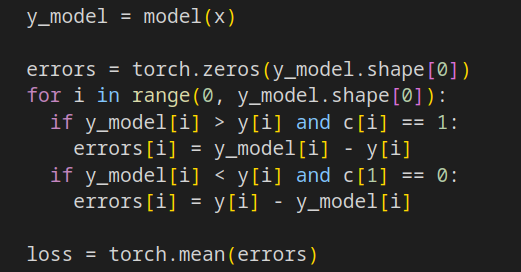 y_model = model(x)
errors = torch.zeros(y_model.shape[0])
for i in range(0, y_model.shape[0]):
if y_model[i] > y[i] and c[i] == 1:
errors[i] = y_model[i] - y[i]
if y_model[i] < y[i] and c[1] == 0:
errors[i] = y[i] - y_model[i]
loss = torch.mean(errors)